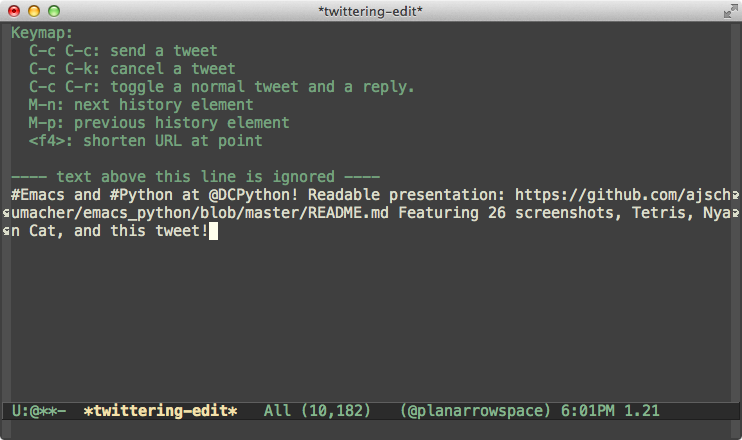 *twittering-edit*
Keymap:
C-c C-c: send a tweet
C-c C-k: cancel a tweet
C-c C-r: toggle a normal tweet and a reply.
M-n: next history element
M-p: previous history element
<f4>: shorten URL at point
---- text above this line is ignored ----
#Emacs and #Python at @DCPython! Readable presentation: https://github.com/ajsch
umacher/emacs_python/blob/master/README.md Featuring 26 screenshots, Tetris, Nya
n Cat, and this tweet!
U:@**- *twittering-edit* All (10,182) (@planarrowspace) 6:01PM 1.21